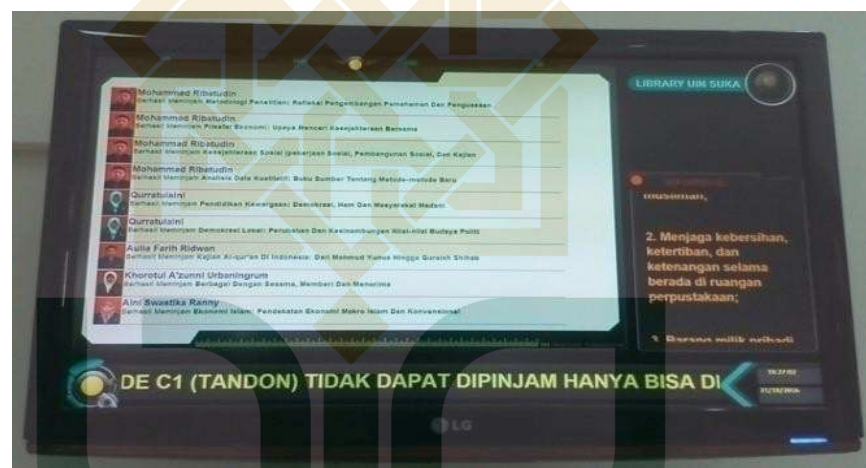 Mohammad Ribatudin
Berhasil Meminjam Metodologi Penelitian: Refleksi Pengembangan Pemahaman Dan Penguasaan
Mohammad Ribatudin
Berhasil Meminjam Filsafat Ekonomi: Upaya Mencari Kesejahteraan Bersama
Mohammad Ribatudin
Berhasil Meminjam Kesejahteraan Sosial (pekerjaan Sosial, Pembangunan Sosial, Dan Kajian
Mohammad Ribatudin
Berhasil Meminjam Analisis Data Kualitatif: Buku Sumber Tentang Metode-metode Baru
Qurratulaini
Berhasil Meminjam Pendidikan Kewargaan: Demokrasi, Ham Dan Masyarakat Madani
Qurratulaini
Berhasil Meminjam Demokrasi Lokal: Perubahan Dan Kesinambungan Nilai-nilai Budaya Politi
Aulia Farih Ridwan
Berhasil Meminjam Kajian Al-qur'an Di Indonesia: Dari Mahmud Yunus Hingga Quraish Shihab
Khorotul A'zunni Urbaningrum
Berhasil Meminjam Berbagai Dengan Sesama, Memberi Dan Menerima
Aini Swastika Ranny
Berhasil Meminjam Ekonomi Islam: Pendekatan Ekonomi Makro Islam Dan Konvensional
LIBRARY UIN SUKA
muslimah,
2. Menjaga kebersihan,
ketertiban, dan
ketenangan selama
berada di ruangan
perpustakaan;
3. Barang milik pribadi
DE C1 (TANDON) TIDAK DAPAT DIPINJAM HANYA BISA DI
LG